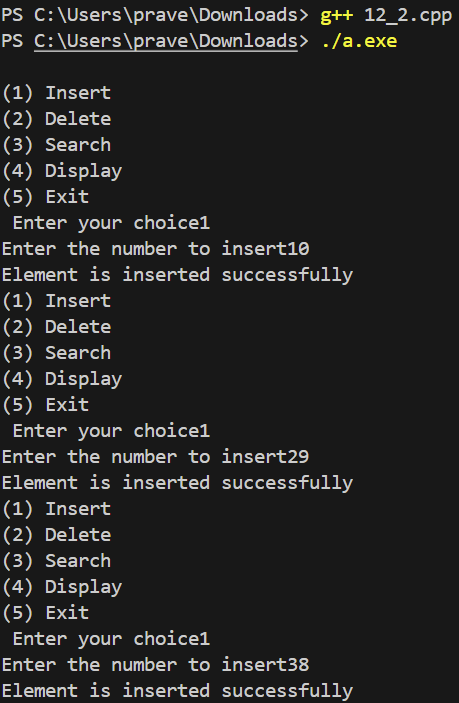 PS C:\Users\prave\Downloads> g++ 12_2.cpp
PS C:\Users\prave\Downloads> ./a.exe
(1) Insert
(2) Delete
(3) Search
(4) Display
(5) Exit
 Enter your choice1
Enter the number to insert10
Element is inserted successfully
(1) Insert
(2) Delete
(3) Search
(4) Display
(5) Exit
 Enter your choice1
Enter the number to insert29
Element is inserted successfully
(1) Insert
(2) Delete
(3) Search
(4) Display
(5) Exit
 Enter your choice1
Enter the number to insert38
Element is inserted successfully